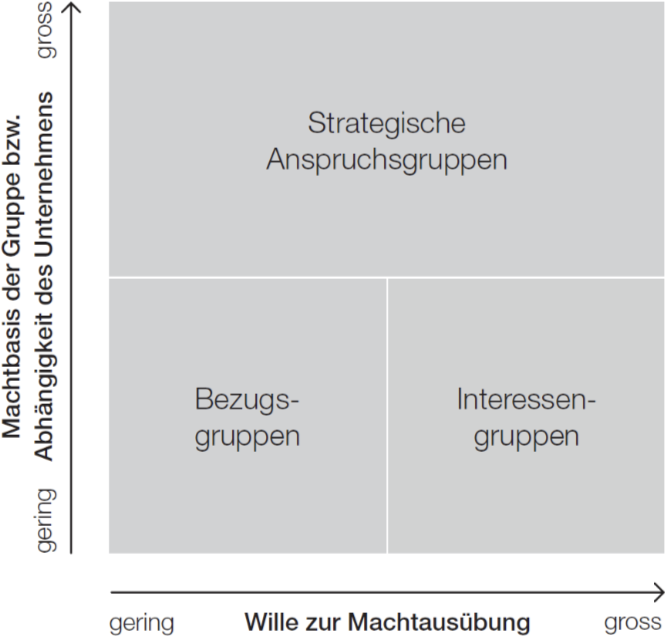 Machtbasis der Gruppe bzw.
Abhängigkeit des Unternehmens
gross
gering
Strategische
Anspruchsgruppen
Bezugs-
gruppen
Interessen-
gruppen
gering
Wille zur Machtausübung
gross